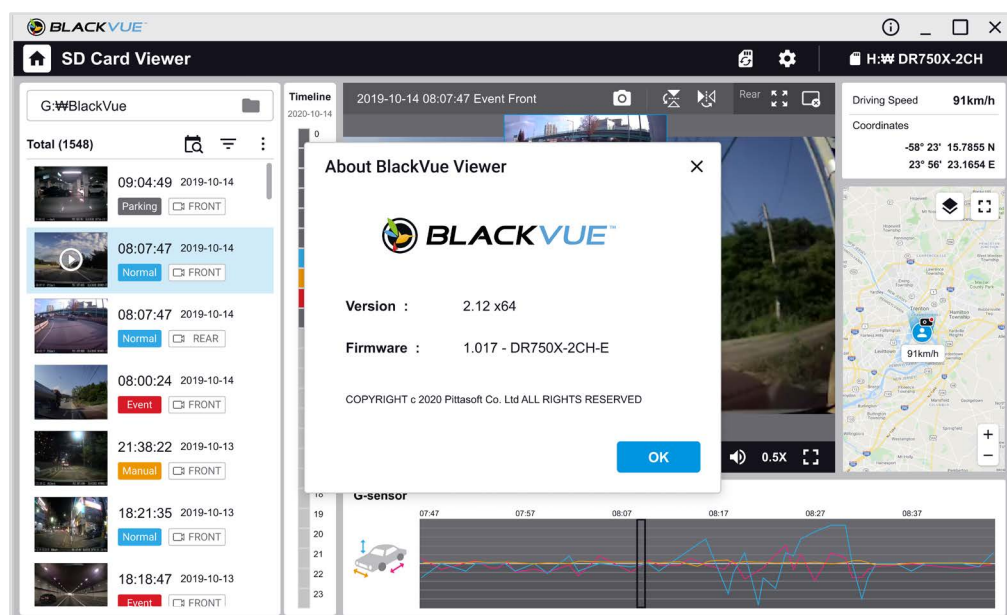 BLACKVUE
SD Card Viewer
H:₩ DR750X-2CH
G:₩BlackVue
Total (1548)
09:04:49 2019-10-14
Parking FRONT
08:07:47 2019-10-14
Normal FRONT
08:07:47 2019-10-14
Normal REAR
08:00:24 2019-10-14
Event FRONT
21:38:22 2019-10-13
Manual FRONT
18:21:35 2019-10-13
Normal FRONT
18:18:47 2019-10-13
Event FRONT
Timeline
2020-10-14
0
18
19
20
21
22
23
2019-10-14 08:07:47 Event Front
Rear
About BlackVue Viewer
BLACKVUE™
Version : 2.12 x64
Firmware : 1.017 - DR750X-2CH-E
COPYRIGHT c 2020 Pittasoft Co. Ltd ALL RIGHTS RESERVED
OK
0.5X
Driving Speed 91km/h
Coordinates
-58° 23' 15.7855 N
23° 56' 23.1654 E
Trenton
Hamilton Township
Levittown
91km/h
+
−
G-sensor
07:47 07:57 08:07 08:17 08:27 08:37